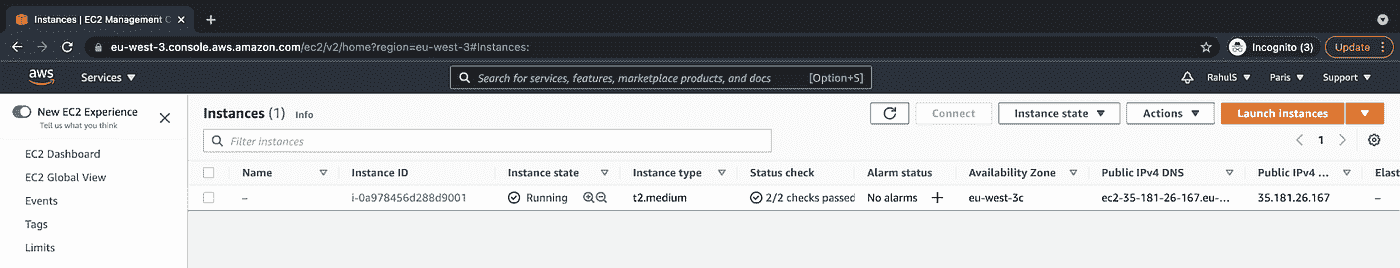 Instances | EC2 Management C
eu-west-3.console.aws.amazon.com/ec2/v2/home?region=eu-west-3#Instances:
Incognito (3)
Update
aws
Services
Search for services, features, marketplace products, and docs
[Option+S]
RahulS
Paris
Support
New EC2 Experience
Tell us what you think
EC2 Dashboard
EC2 Global View
Events
Tags
Limits
Instances (1) Info
Connect
Instance state
Actions
Launch instances
Filter instances
1
Name Instance ID Instance state Instance type Status check Alarm status Availability Zone Public IPv4 DNS Public IPv4 ... Elast
– i-0a978456d288d9001 Running t2.medium 2/2 checks passed No alarms + eu-west-3c ec2-35-181-26-167.eu-... 35.181.26.167 –